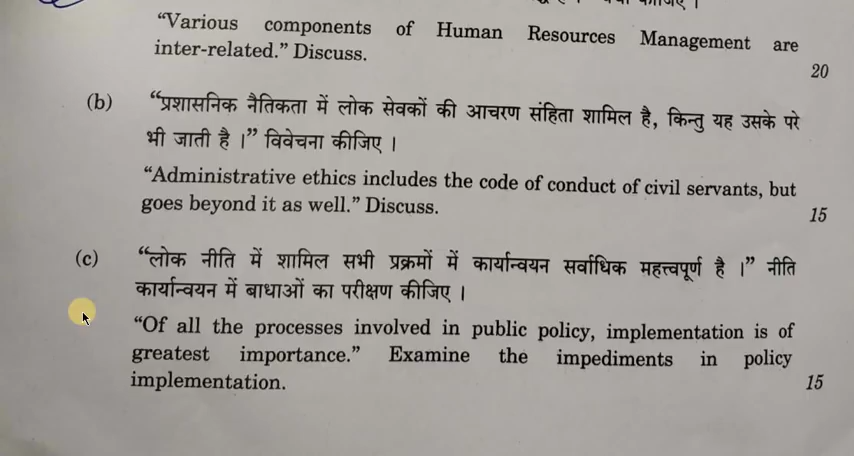 “Various components of Human Resources Management are
inter-related.” Discuss.
20
(b) “प्रशासनिक नैतिकता में लोक सेवकों की आचरण संहिता शामिल है, किन्तु यह उसके परे
भी जाती है ।” विवेचना कीजिए ।
“Administrative ethics includes the code of conduct of civil servants, but
goes beyond it as well.” Discuss.
15
(c) “लोक नीति में शामिल सभी प्रक्रमों में कार्यान्वयन सर्वाधिक महत्त्वपूर्ण है ।” नीति
कार्यान्वयन में बाधाओं का परीक्षण कीजिए ।
“Of all the processes involved in public policy, implementation is of
greatest importance.” Examine the impediments in policy
implementation.
15